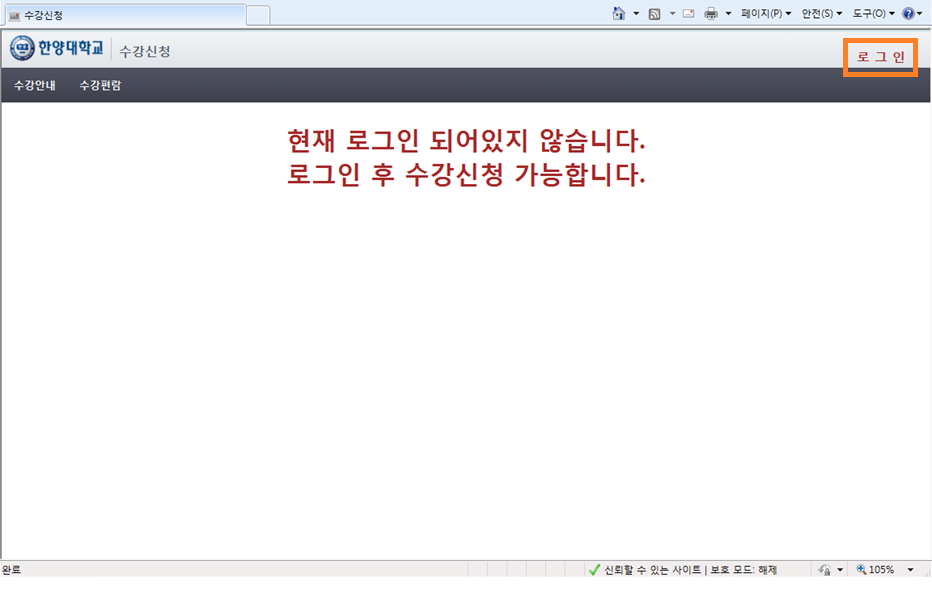 수강신청
페이지(P) 안전(S) 도구(O)
한양대학교 수강신청
로 그 인
수강안내 수강편람
현재 로그인 되어있지 않습니다.
로그인 후 수강신청 가능합니다.
완료 신뢰할 수 있는 사이트 | 보호 모드: 해제 105%